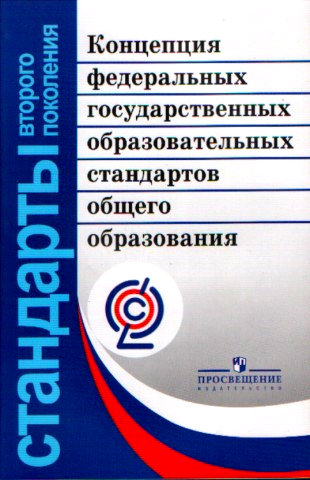 стандарты
второго
поколения
Концепция
федеральных
государственных
образовательных
стандартов
общего
образования
ПРОСВЕЩЕНИЕ
ИЗДАТЕЛЬСТВО